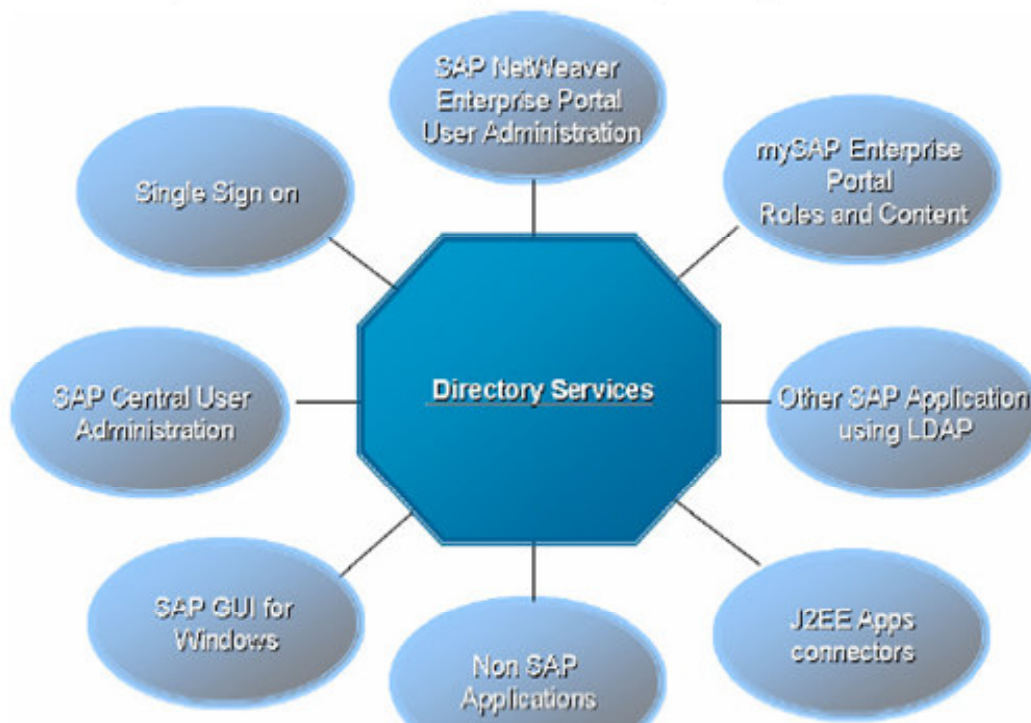 SAP NetWeaver
Enterprise Portal
User Administration
mySAP Enterprise
Portal
Roles and Content
Single Sign on
Directory Services
SAP Central User
Administration
Other SAP Application
using LDAP
SAP GUI for
Windows
Non SAP
Applications
J2EE Apps
connectors